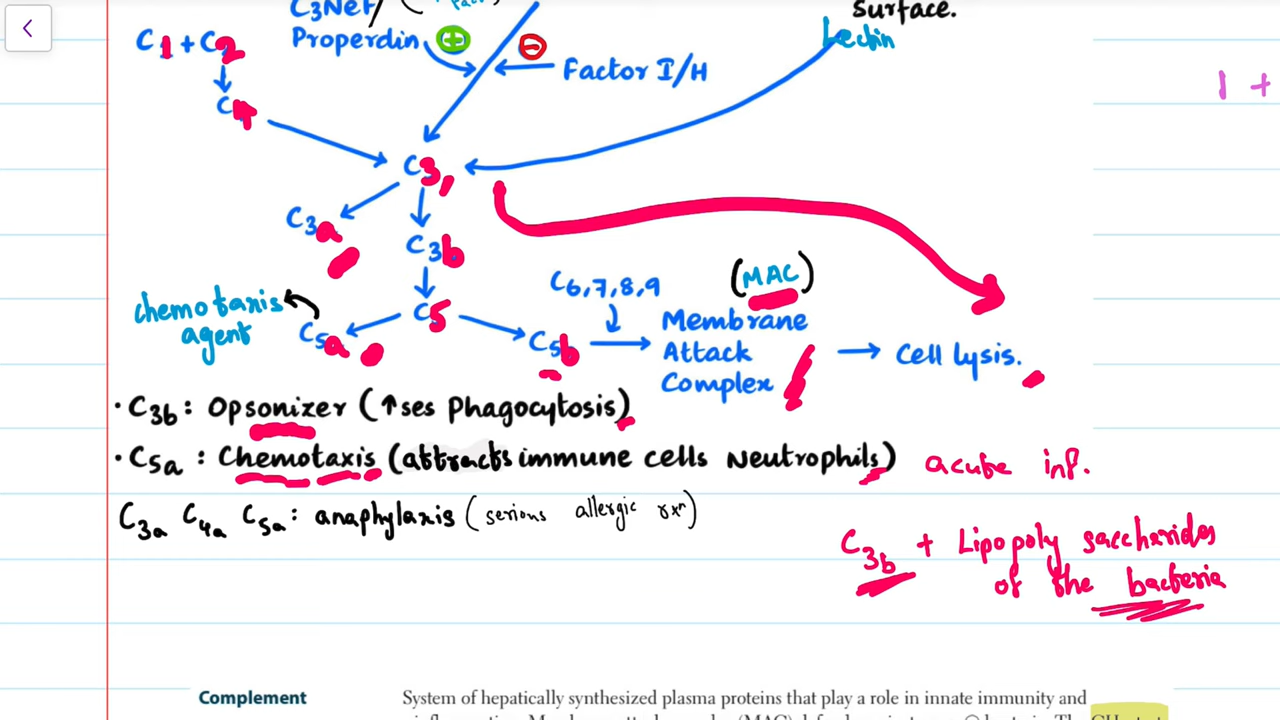 C3NeF/
surface.
C1 + C2
Properdin
Lectin
Factor I/H
C4
1 +
C3,
C3a
C3b
(MAC)
C6,7,8,9
chemotaxis
agent
C5
C5a
C5b
Membrane
Attack
Complex
Cell lysis.
• C3b: Opsonizer (↑ses Phagocytosis)
• C5a : Chemotaxis (attracts immune cells Neutrophils) acute inf.
C3a C4a C5a: anaphylaxis (serious allergic rxn)
C3b + Lipopoly saccharides
of the bacteria
Complement System of hepatically synthesized plasma proteins that play a role in innate immunity and